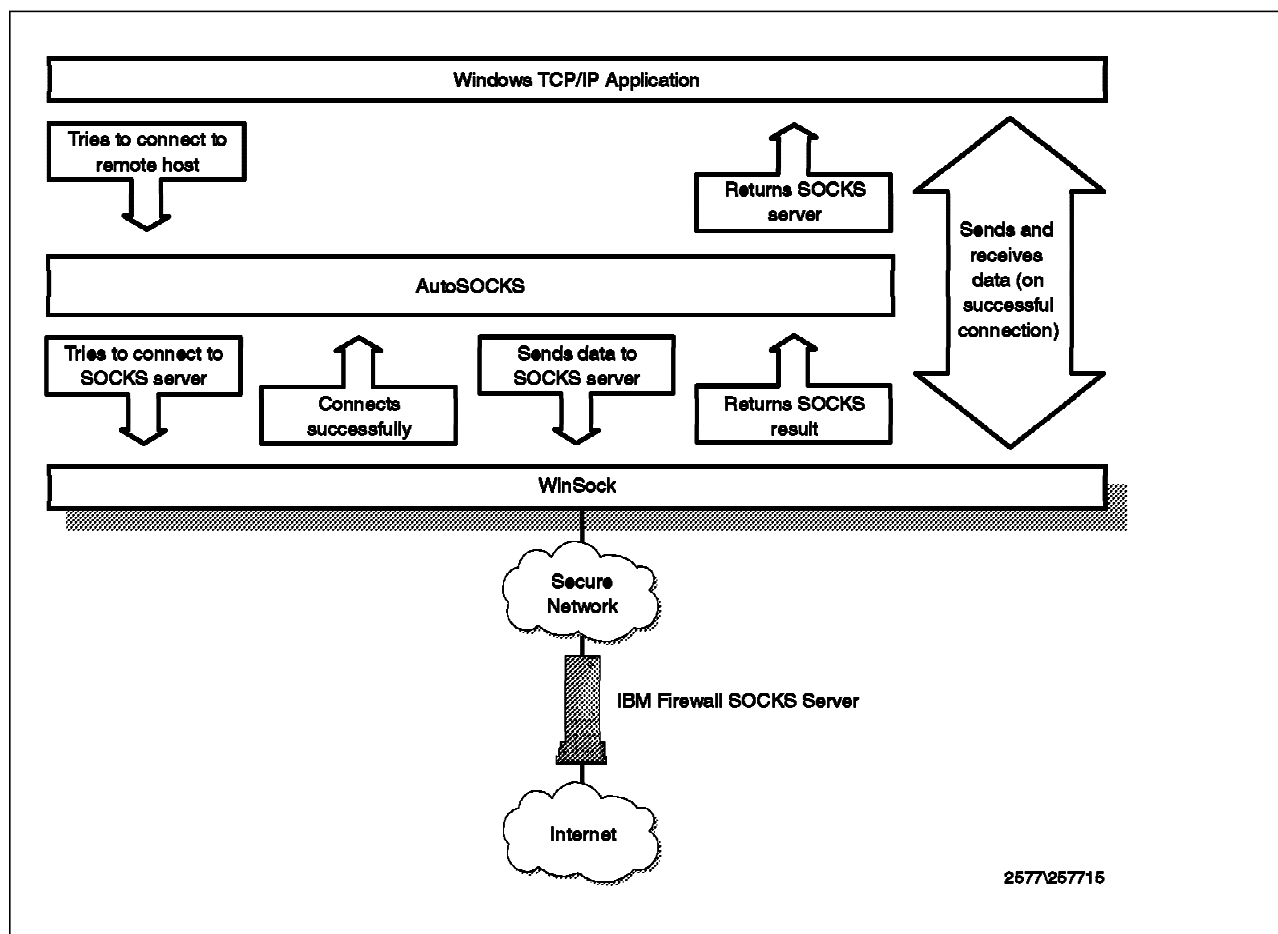 Windows TCP/IP Application
Tries to connect to
remote host
Returns SOCKS
server
Sends and
receives
data (on
successful
connection)
AutoSOCKS
Tries to connect to
SOCKS server
Connects
successfully
Sends data to
SOCKS server
Returns SOCKS
result
WinSock
Secure
Network
IBM Firewall SOCKS Server
Internet
2577\257715